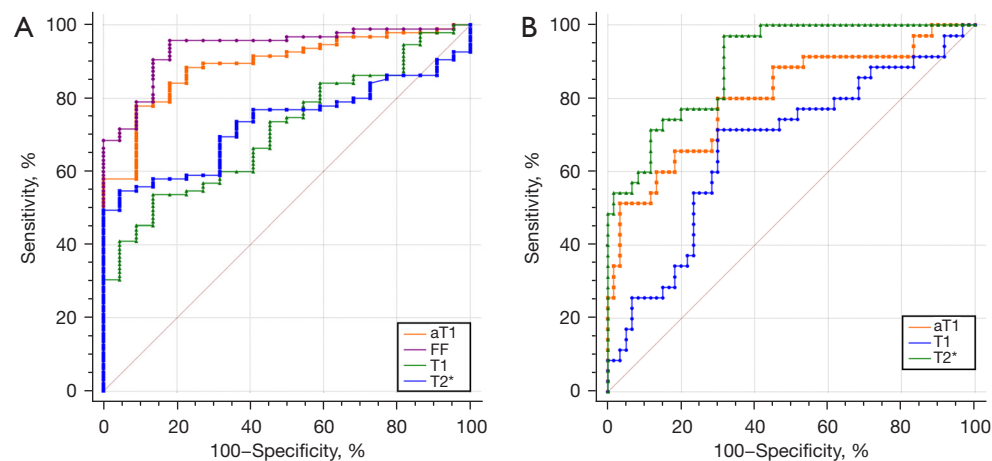 A
Sensitivity, %
100
80
60
40
20
0
0 20 40 60 80 100
100–Specificity, %
aT1
FF
T1
T2*
B
Sensitivity, %
100
80
60
40
20
0
0 20 40 60 80 100
100–Specificity, %
aT1
T1
T2*